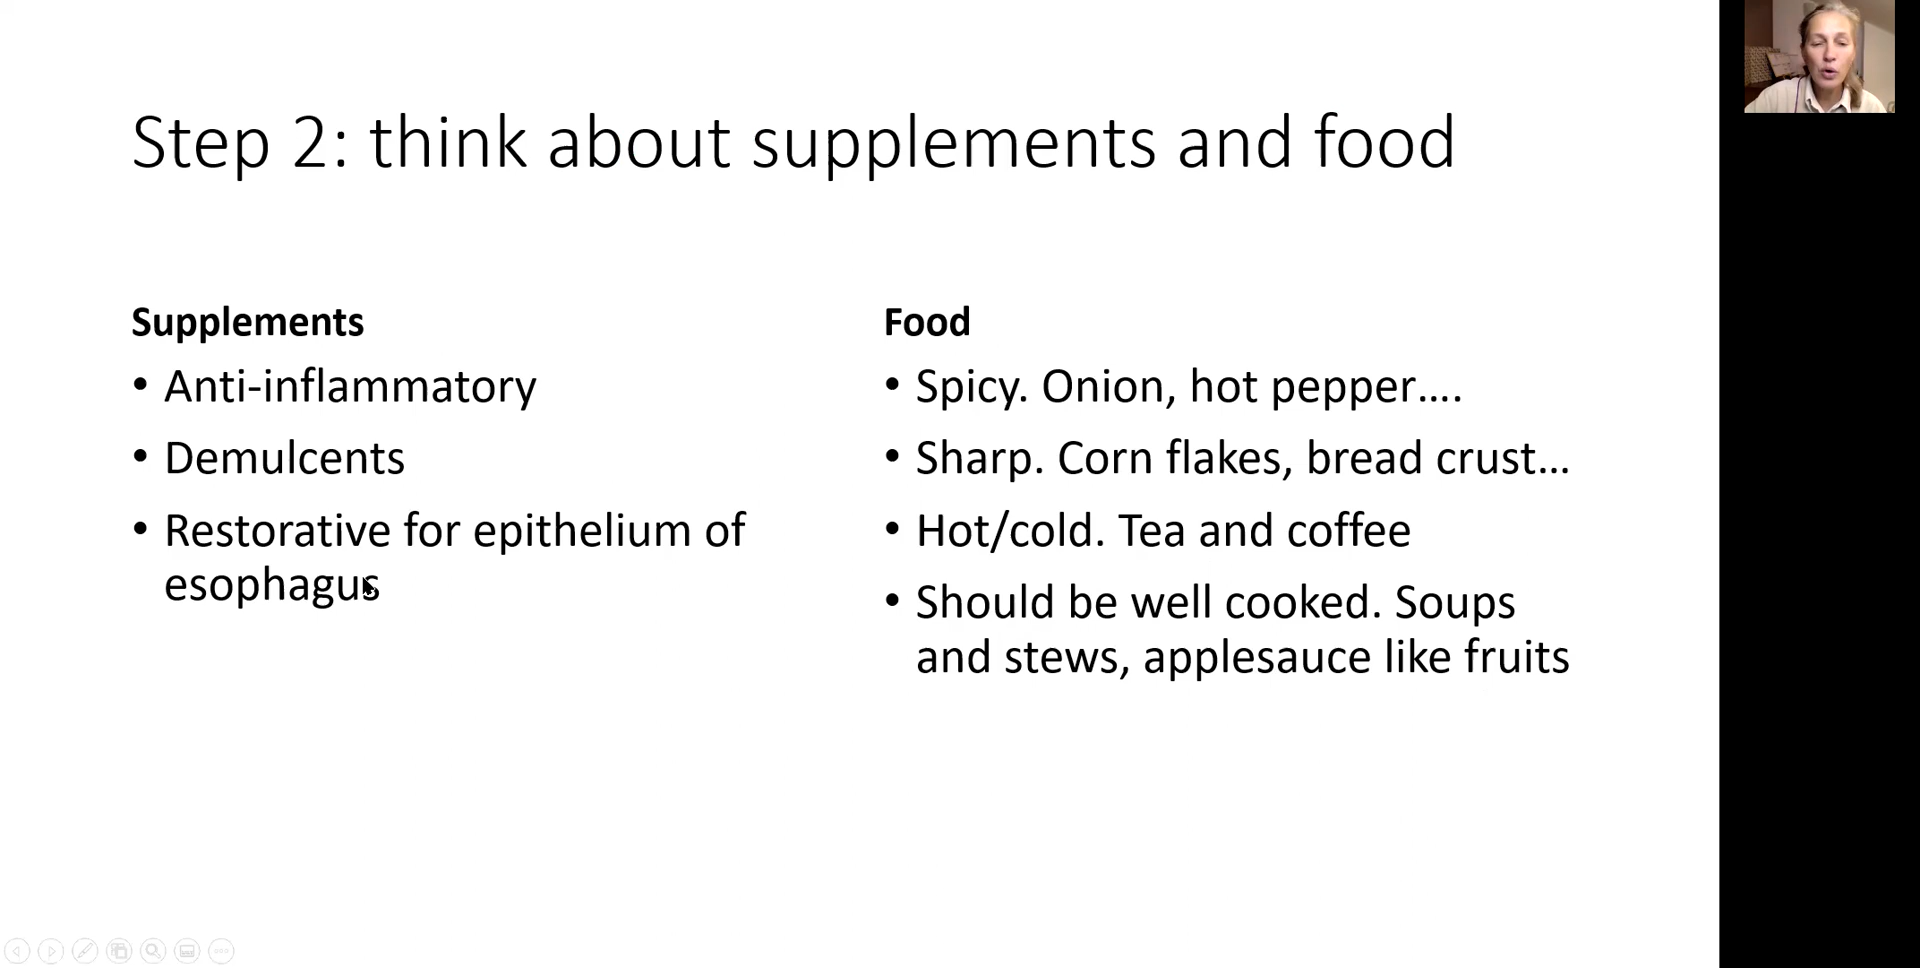 Step 2: think about supplements and food
Supplements
• Anti-inflammatory
• Demulcents
• Restorative for epithelium of
esophagus
Food
• Spicy. Onion, hot pepper....
• Sharp. Corn flakes, bread crust...
• Hot/cold. Tea and coffee
• Should be well cooked. Soups
and stews, applesauce like fruits